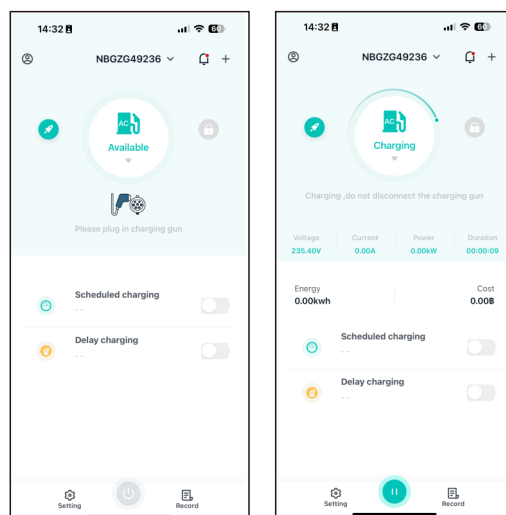 14:32
60
NBGZG49236
AC
Available
Please plug in charging gun
Scheduled charging
- -
Delay charging
- -
Setting
Record
14:32
60
NBGZG49236
AC
Charging
Charging ,do not disconnect the charging gun
Voltage
Current
Power
Duration
235.40V
0.00A
0.00kW
00:00:09
Energy
Cost
0.00kwh
0.00฿
Scheduled charging
- -
Delay charging
- -
Setting
Record